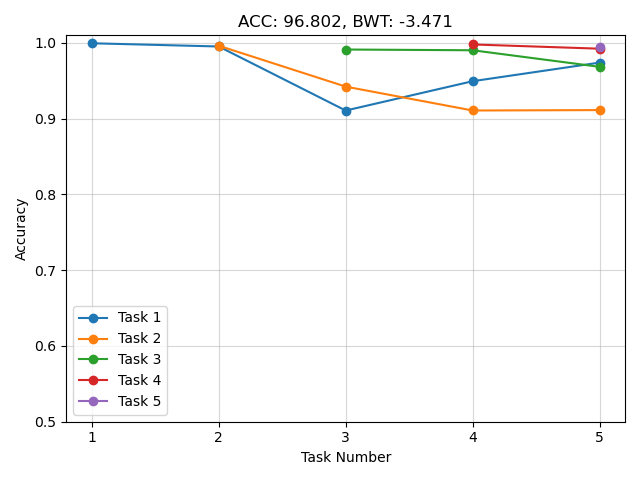 ACC: 96.802, BWT: -3.471
1.0
0.9
0.8
0.7
0.6
0.5
Accuracy
Task 1
Task 2
Task 3
Task 4
Task 5
1 2 3 4 5
Task Number